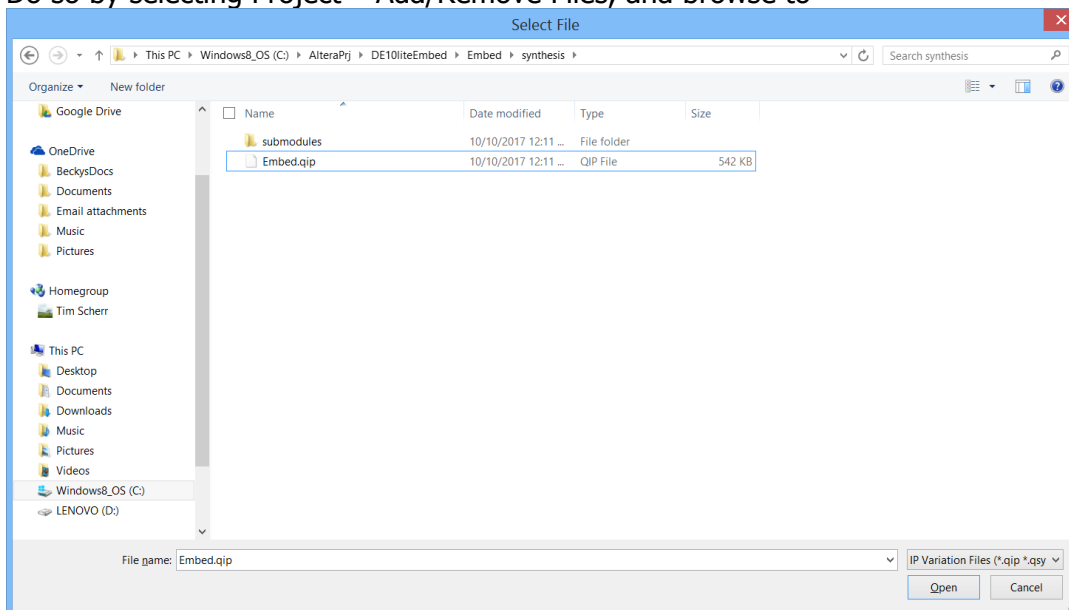 Do so by selecting Project – Add/Remove Files, and browse to
Select File
This PC Windows8_OS (C:) AlteraPrj DE10liteEmbed Embed synthesis
Search synthesis
Organize New folder
Google Drive
OneDrive
BeckysDocs
Documents
Email attachments
Music
Pictures
Homegroup
Tim Scherr
This PC
Desktop
Documents
Downloads
Music
Pictures
Videos
Windows8_OS (C:)
LENOVO (D:)
Name Date modified Type Size
submodules 10/10/2017 12:11 ... File folder
Embed.qip 10/10/2017 12:11 ... QIP File 542 KB
File name: Embed.qip
IP Variation Files (*.qip *.qsy
Open Cancel